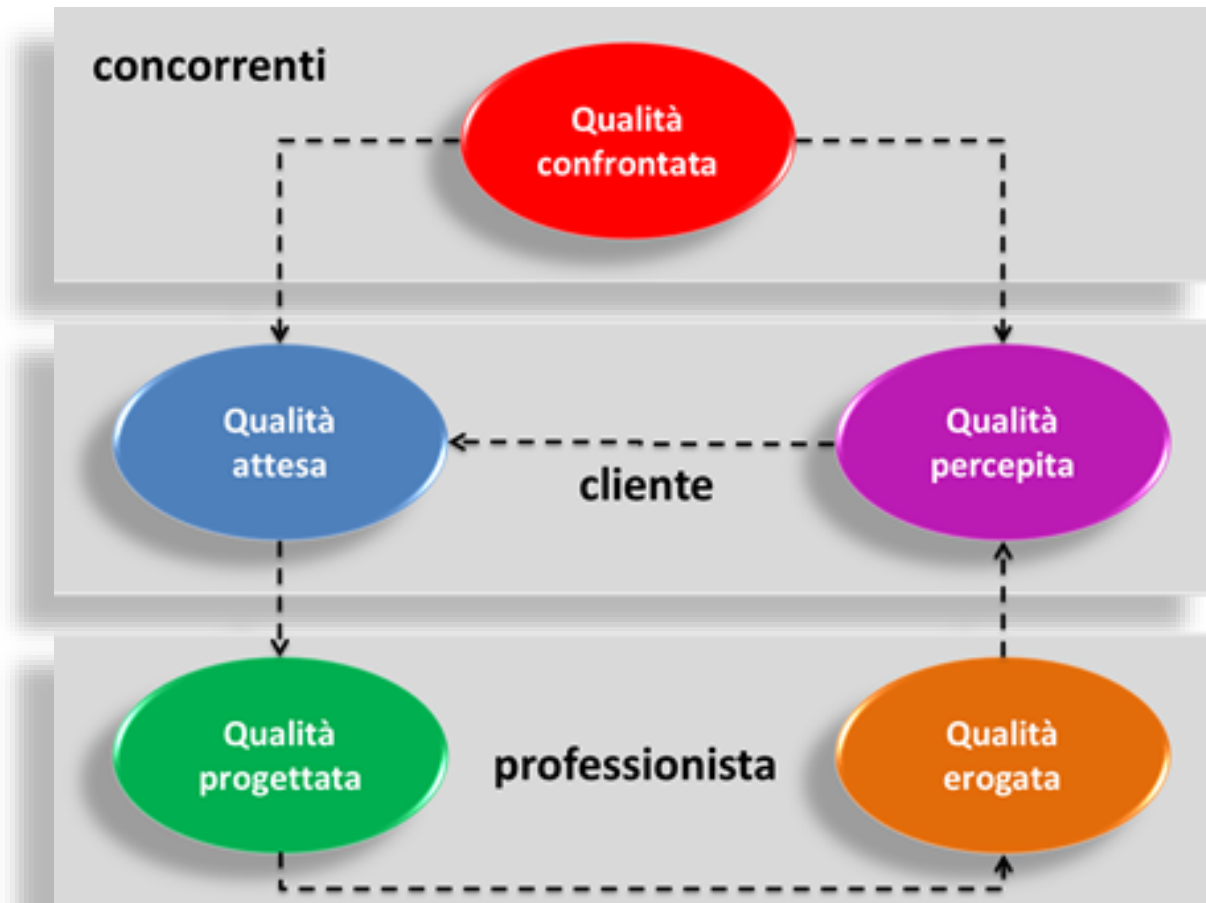 concorrenti
Qualità
confrontata
Qualità
attesa
Qualità
percepita
cliente
Qualità
progettata
professionista
Qualità
erogata